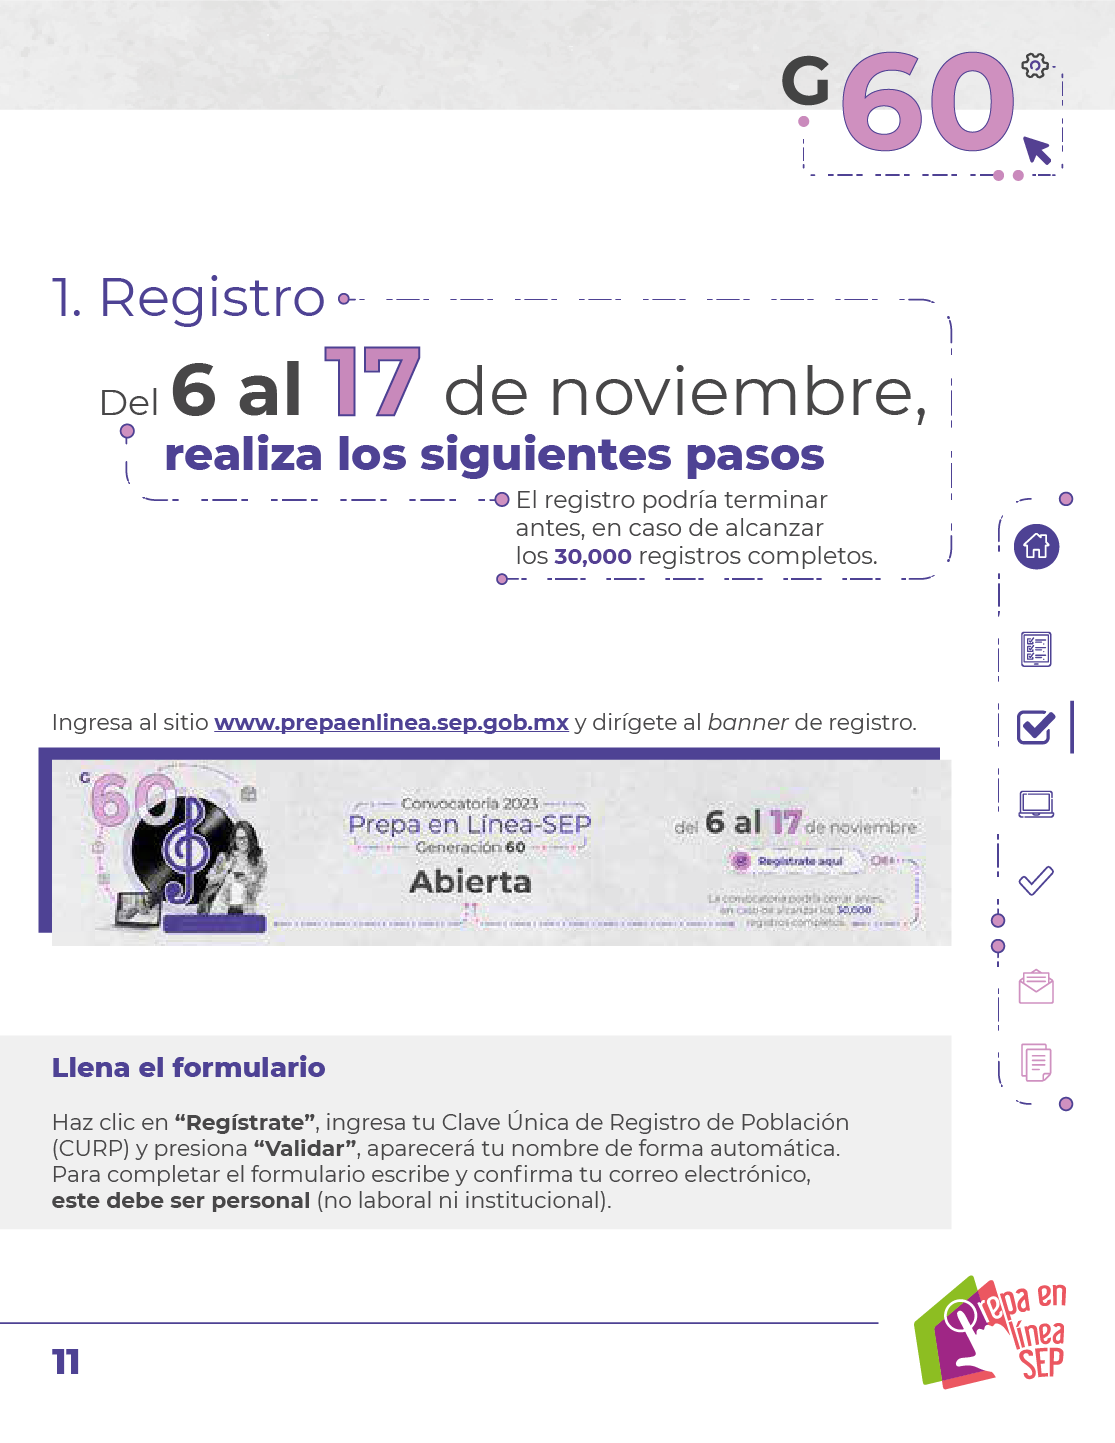 G 60
1. Registro
Del 6 al 17 de noviembre,
realiza los siguientes pasos
El registro podría terminar
antes, en caso de alcanzar
los 30,000 registros completos.
Ingresa al sitio www.prepaenlinea.sep.gob.mx y dirígete al banner de registro.
G
60
Convocatoria 2023
Prepa en Línea-SEP
Generación 60
Abierta
del 6 al 17 de noviembre
Regístrate aquí
La convocatoria podría cerrar antes,
en caso de alcanzar los 30,000
registros completos.
Llena el formulario
Haz clic en “Regístrate”, ingresa tu Clave Única de Registro de Población
(CURP) y presiona “Validar”, aparecerá tu nombre de forma automática.
Para completar el formulario escribe y confirma tu correo electrónico,
este debe ser personal (no laboral ni institucional).
Prepa en
línea
SEP
11